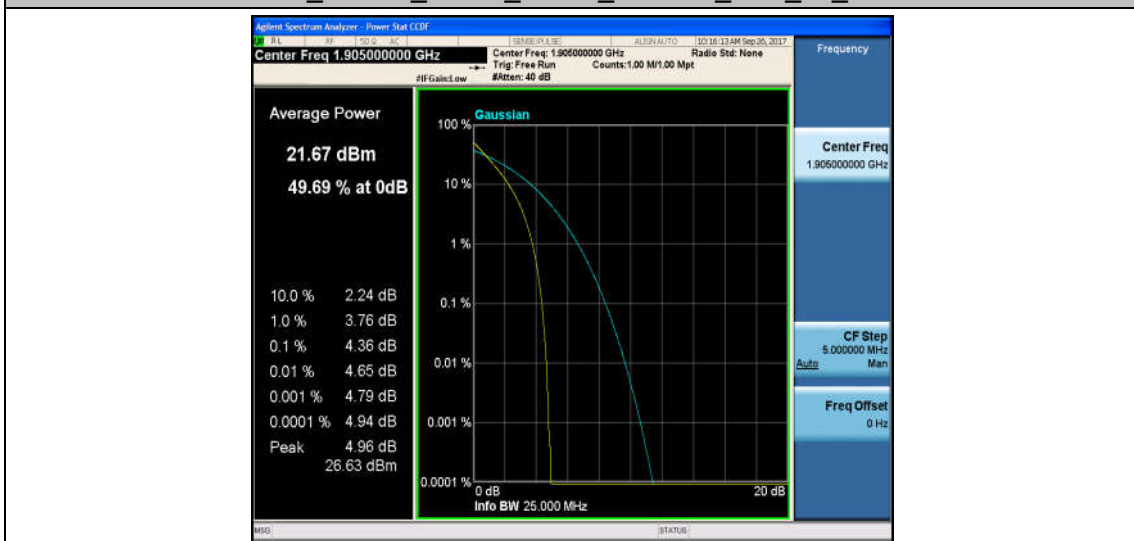 Agilent Spectrum Analyzer - Power Stat CCDF
RL RF 50 Ω AC SENSE:PULSE ALIGN AUTO 10:16:13 AM Sep 26, 2017
Center Freq 1.905000000 GHz
Center Freq: 1.905000000 GHz Radio Std: None
Trig: Free Run Counts:1.00 M/1.00 Mpt
#IFGain:Low #Atten: 40 dB
Frequency
Average Power
21.67 dBm
49.69 % at 0dB
10.0 % 2.24 dB
1.0 % 3.76 dB
0.1 % 4.36 dB
0.01 % 4.65 dB
0.001 % 4.79 dB
0.0001 % 4.94 dB
Peak 4.96 dB
26.63 dBm
Gaussian
100 %
10 %
1 %
0.1 %
0.01 %
0.001 %
0.0001 %
0 dB 20 dB
Info BW 25.000 MHz
Center Freq
1.905000000 GHz
CF Step
5.000000 MHz
Auto Man
Freq Offset
0 Hz
MSG STATUS